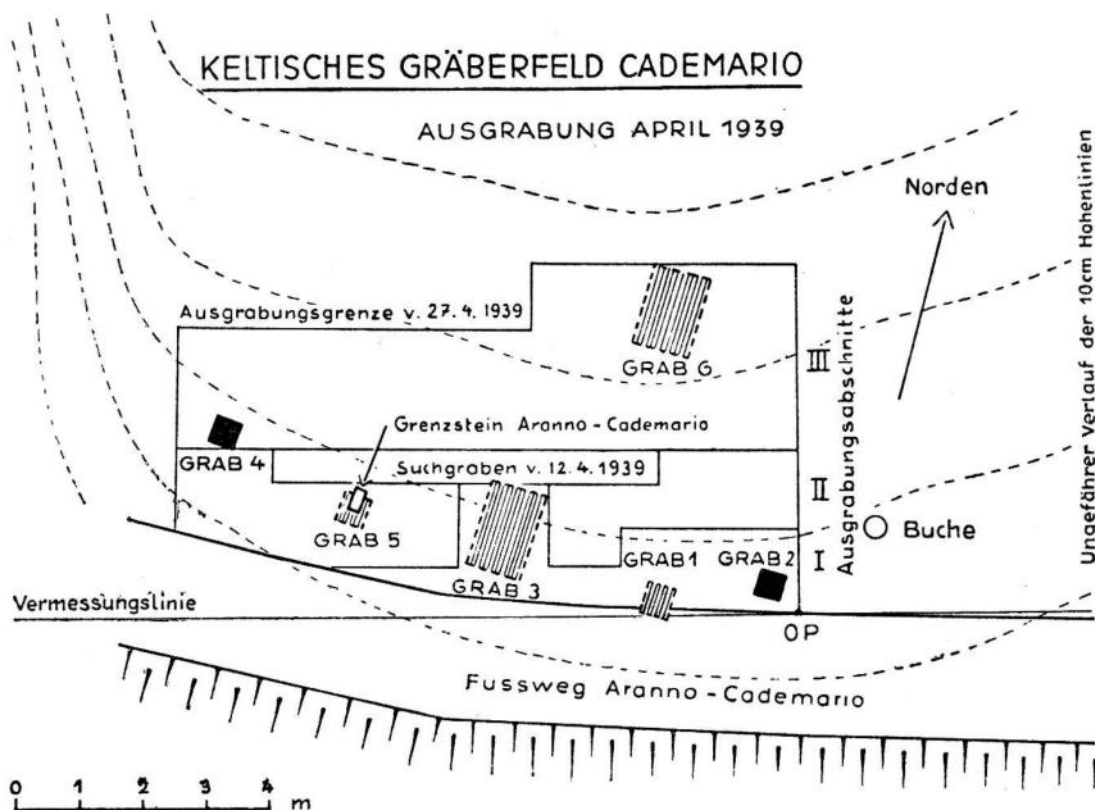 KELTISCHES GRÄBERFELD CADEMARIO
AUSGRABUNG APRIL 1939
Norden
Ungefährer Verlauf der 10cm Hohenlinien
Ausgrabungsgrenze v. 27.4.1939
GRAB 6
III
Ausgrabungsabschnitte
Grenzstein Aranno-Cademario
GRAB 4
Suchgraben v. 12.4.1939
II
Buche
GRAB 5
GRAB 1
GRAB 2
I
GRAB 3
Vermessungslinie
OP
Fussweg Aranno-Cademario
0 1 2 3 4 m